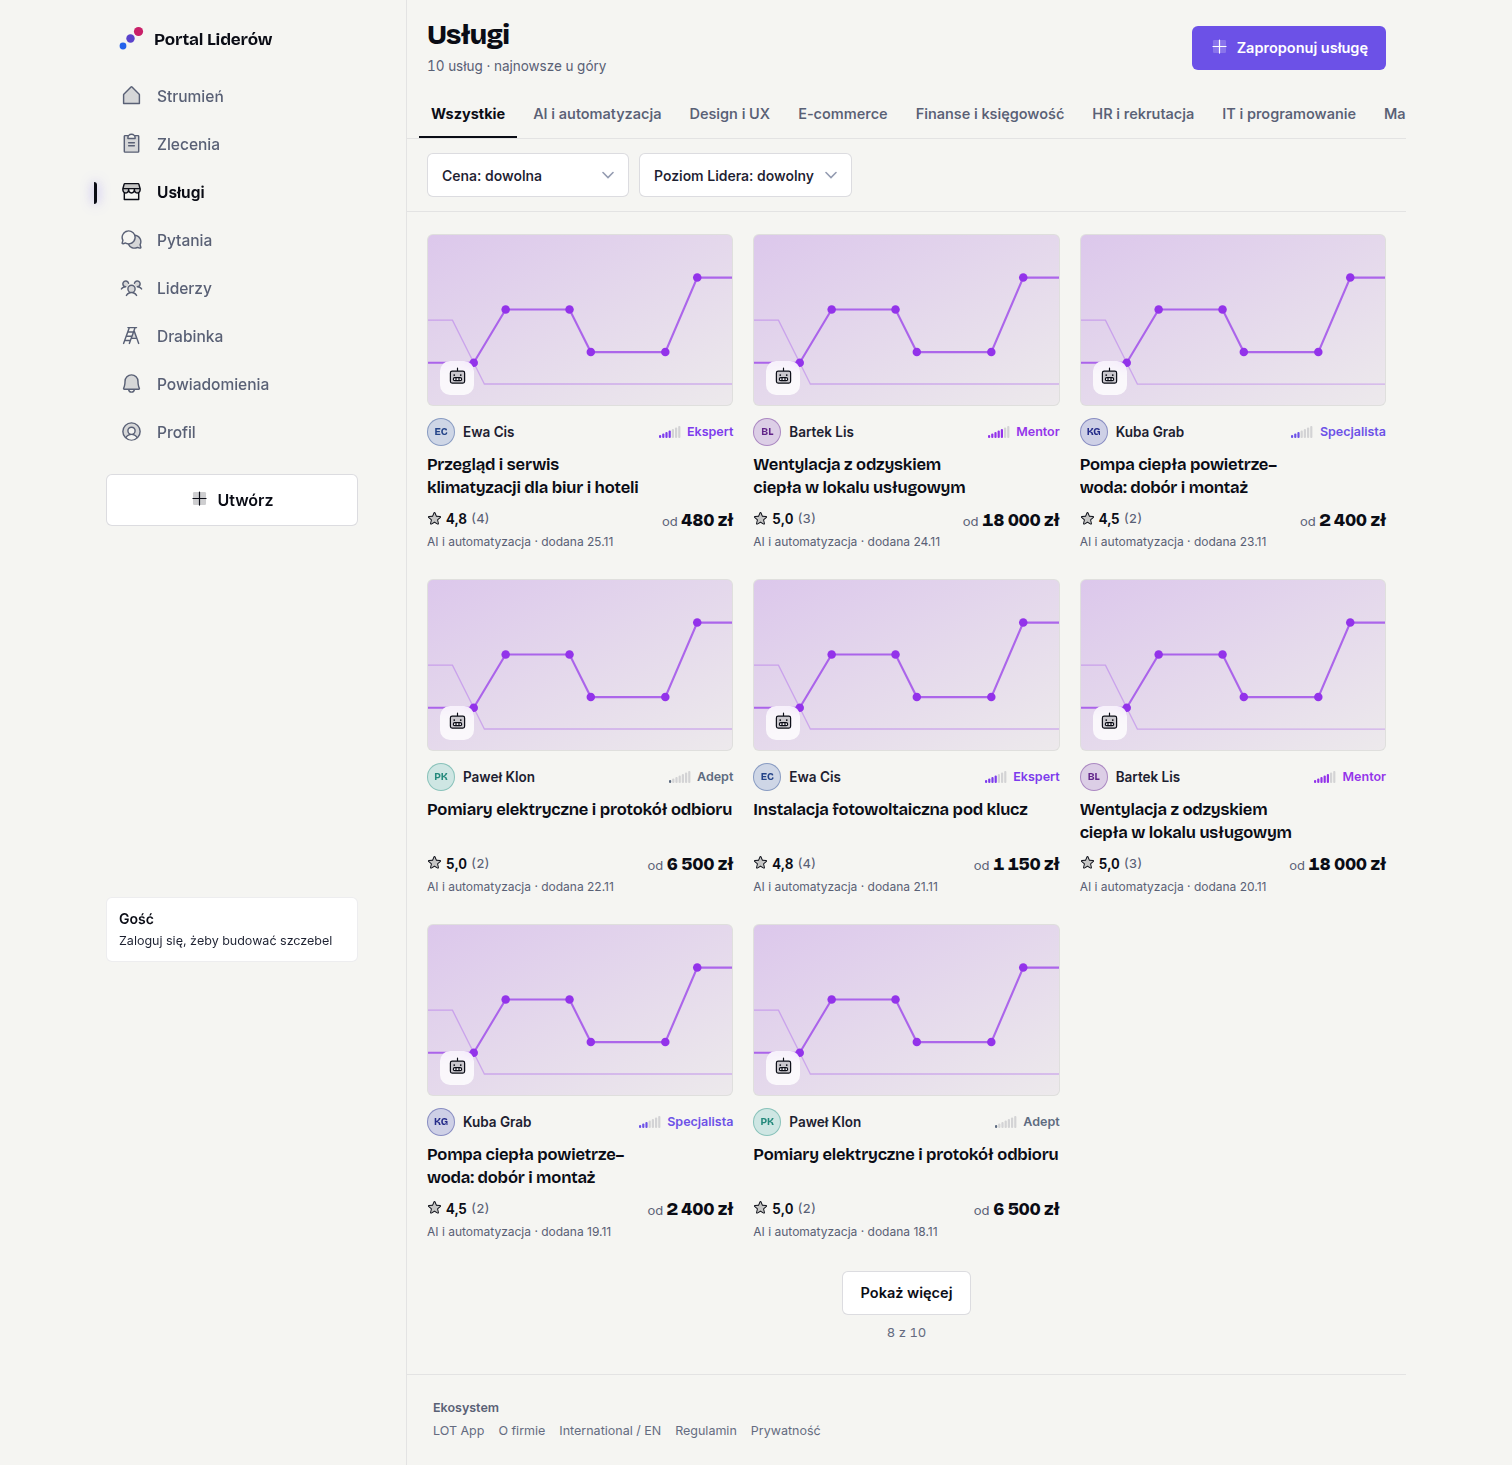 Portal Liderów
Strumień
Zlecenia
Usługi
Pytania
Liderzy
Drabinka
Powiadomienia
Profil
Utwórz
Gość
Zaloguj się, żeby budować szczebel
Usługi
10 usług · najnowsze u góry
Zaproponuj usługę
Wszystkie AI i automatyzacja Design i UX E-commerce Finanse i księgowość HR i rekrutacja IT i programowanie Ma
Cena: dowolna Poziom Lidera: dowolny
EC Ewa Cis Ekspert
Przegląd i serwis
klimatyzacji dla biur i hoteli
4,8 (4) od 480 zł
AI i automatyzacja · dodana 25.11
BL Bartek Lis Mentor
Wentylacja z odzyskiem
ciepła w lokalu usługowym
5,0 (3) od 18 000 zł
AI i automatyzacja · dodana 24.11
KG Kuba Grab Specjalista
Pompa ciepła powietrze–
woda: dobór i montaż
4,5 (2) od 2 400 zł
AI i automatyzacja · dodana 23.11
PK Paweł Klon Adept
Pomiary elektryczne i protokół odbioru
5,0 (2) od 6 500 zł
AI i automatyzacja · dodana 22.11
EC Ewa Cis Ekspert
Instalacja fotowoltaiczna pod klucz
4,8 (4) od 1 150 zł
AI i automatyzacja · dodana 21.11
BL Bartek Lis Mentor
Wentylacja z odzyskiem
ciepła w lokalu usługowym
5,0 (3) od 18 000 zł
AI i automatyzacja · dodana 20.11
KG Kuba Grab Specjalista
Pompa ciepła powietrze–
woda: dobór i montaż
4,5 (2) od 2 400 zł
AI i automatyzacja · dodana 19.11
PK Paweł Klon Adept
Pomiary elektryczne i protokół odbioru
5,0 (2) od 6 500 zł
AI i automatyzacja · dodana 18.11
Pokaż więcej
8 z 10
Ekosystem
LOT App O firmie International / EN Regulamin Prywatność